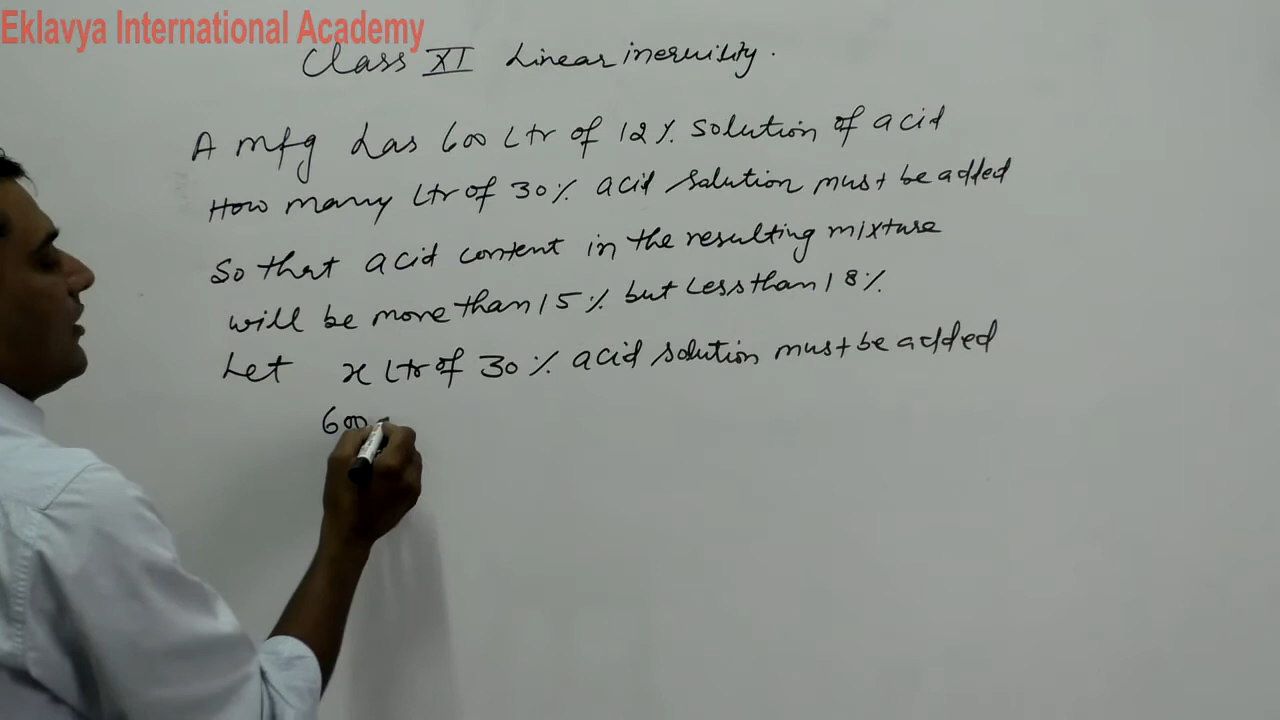 Eklavya International Academy
Class XI Linear inequility.
A mfg has 600 Ltr of 12% solution of acid
How many Ltr of 30% acid solution must be added
So that acid content in the resulting mixture
will be more than 15% but Less than 18%
Let x Ltr of 30% acid solution must be added
600